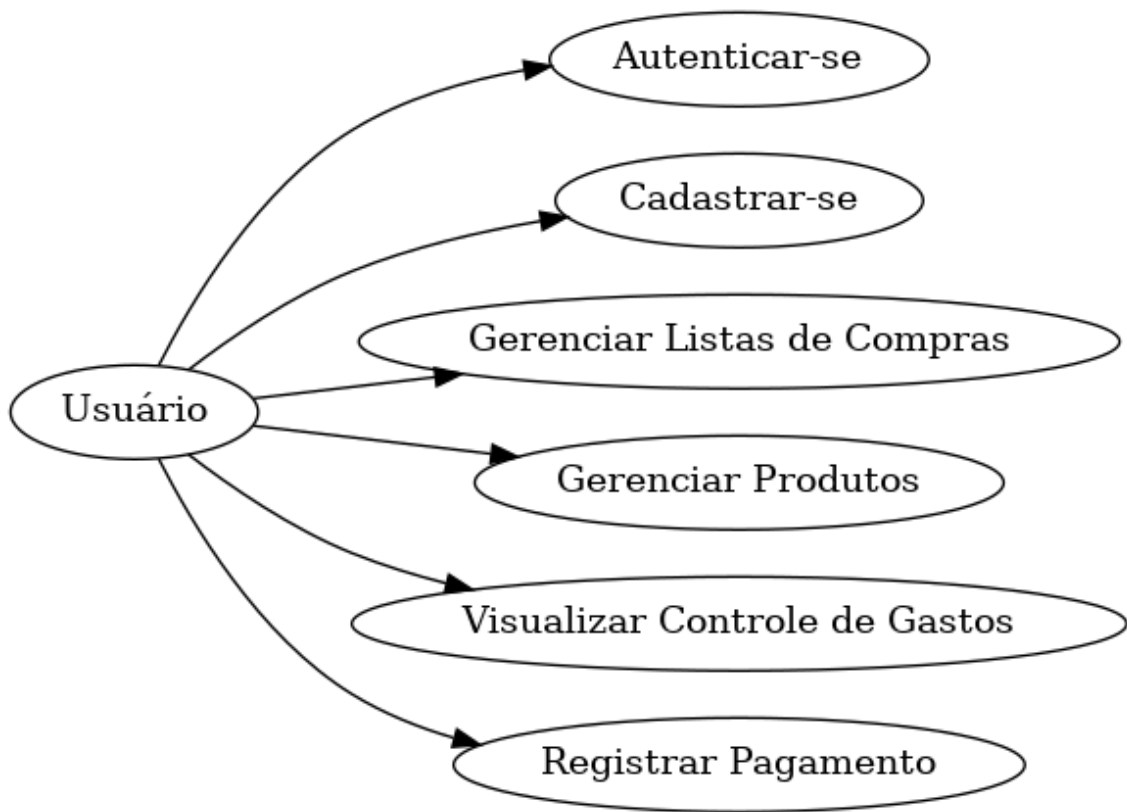 Autenticar-se
Cadastrar-se
Gerenciar Listas de Compras
Usuário
Gerenciar Produtos
Visualizar Controle de Gastos
Registrar Pagamento